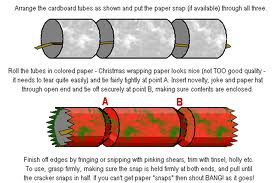 Arrange the cardboard tubes as shown and put the paper snap (if available) through all three.
Roll the tubes in colored paper - Christmas wrapping paper looks nice (not TOO good quality -
it needs to tear quite easily) and tie fairly tightly at point A. Insert novelty, joke and paper hat
through open end and tie off securely at point B, making sure contents are enclosed.
A B
Finish off edges by fringing or snipping with pinking shears, trim with tinsel, holly etc.
To use, grasp firmly, making sure the snap is held firmly at both ends, and pull until
the cracker snaps in half. If you can't get paper "snaps" then shout BANG! as it goes!